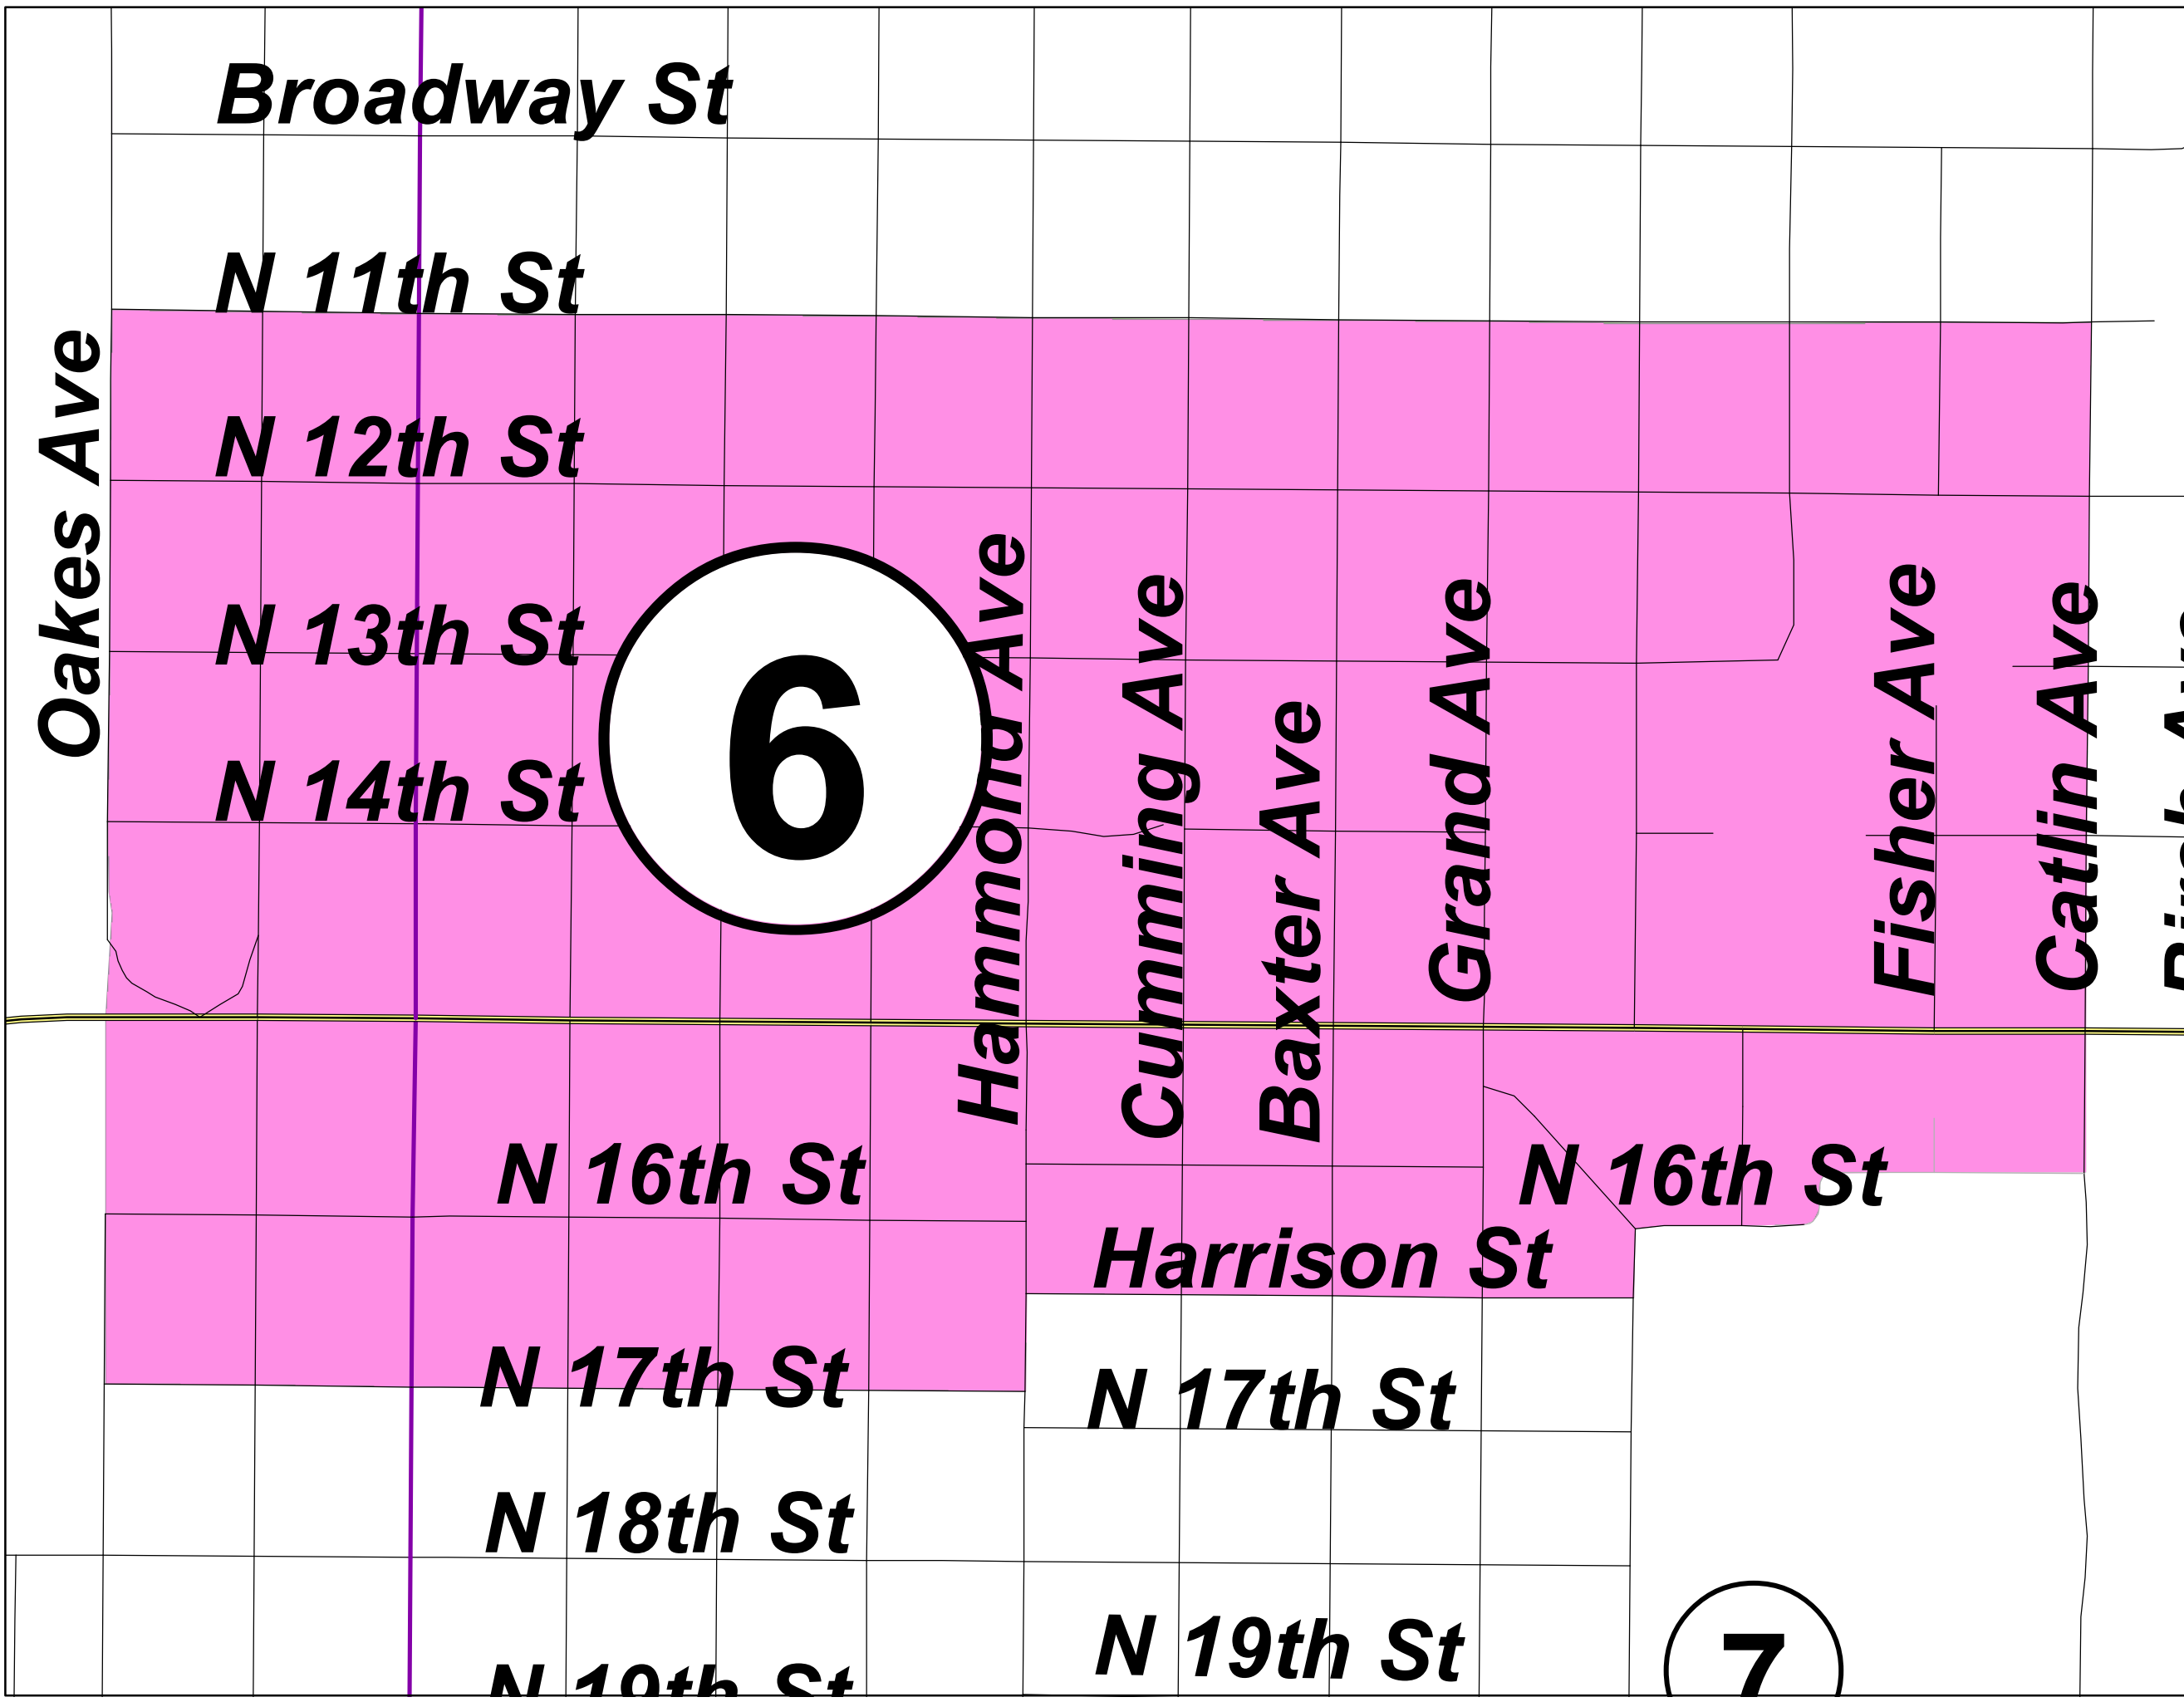 Broadway St
N 11th St
Oakes Ave
N 12th St
N 13th St
N 14th St
6
Hammond Ave
Cumming Ave
Baxter Ave
Grand Ave
Fisher Ave
Catlin Ave
N 16th St
N 16th St
Harrison St
N 17th St
N 17th St
N 18th St
N 19th St
N 19th St
7